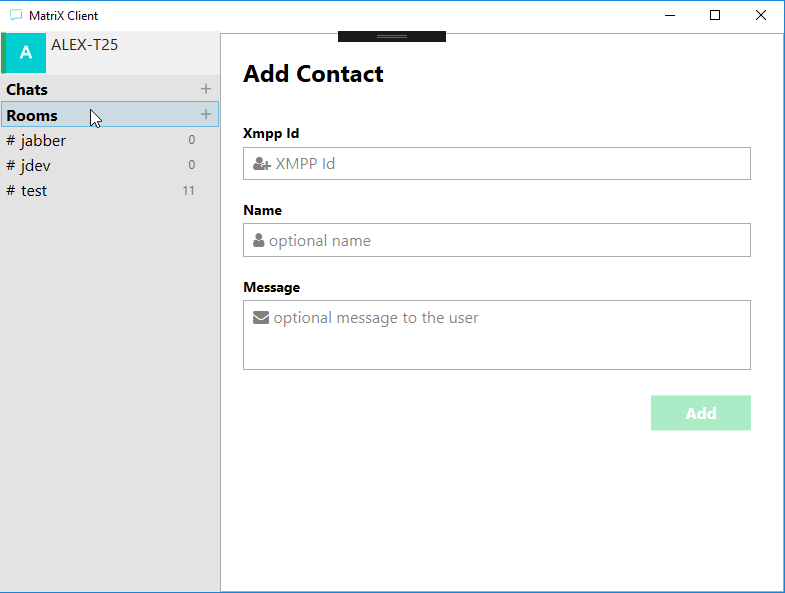 MatriX Client
A ALEX-T25
Chats +
Rooms +
# jabber 0
# jdev 0
# test 11
Add Contact
Xmpp Id
XMPP Id
Name
optional name
Message
optional message to the user
Add